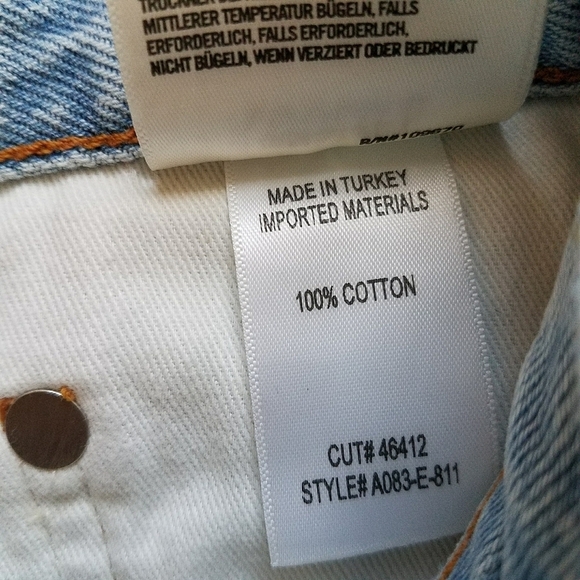 MITTLERER TEMPERATUR BÜGELN, FALLS
ERFORDERLICH, FALLS ERFORDERLICH,
NICHT BÜGELN, WENN VERZIERT ODER BEDRUCKT
MADE IN TURKEY
IMPORTED MATERIALS
100% COTTON
CUT# 46412
STYLE# A083-E-811